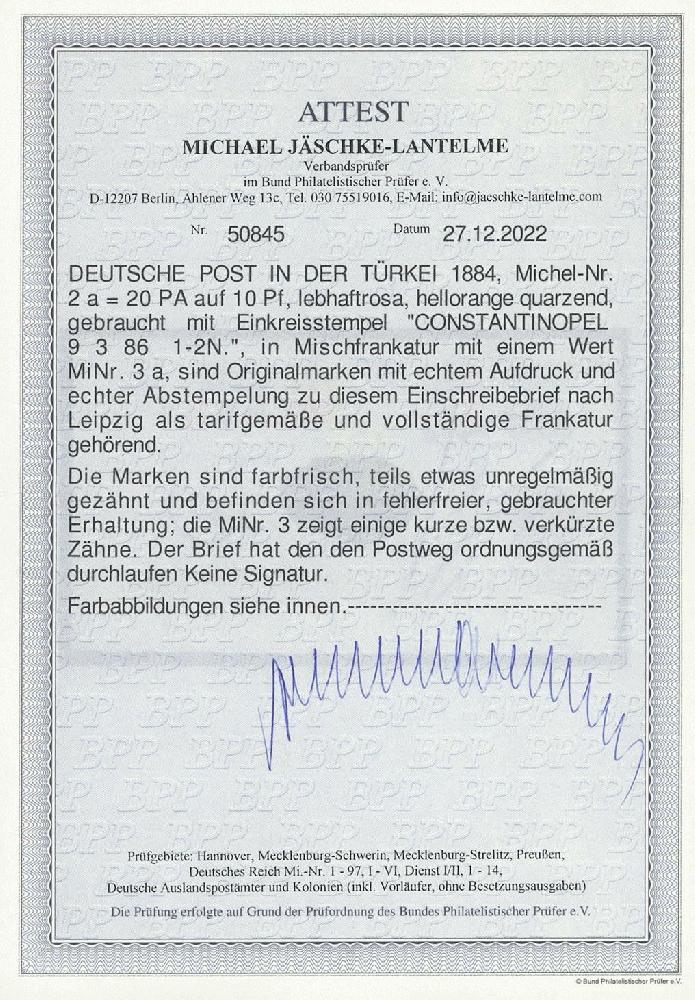 ATTEST
MICHAEL JÄSCHKE-LANTELME
Verbandsprüfer
im Bund Philatelistischer Prüfer e. V.
D-12207 Berlin, Ahlener Weg 13c, Tel. 030 75519016, E-Mail: info@jaeschke-lantelme.com
Nr. 50845 Datum 27.12.2022
DEUTSCHE POST IN DER TÜRKEI 1884, Michel-Nr.
2 a = 20 PA auf 10 Pf, lebhaftrosa, hellorange quarzend,
gebraucht mit Einkreisstempel "CONSTANTINOPEL
9 3 86 1-2N.", in Mischfrankatur mit einem Wert
MiNr. 3 a, sind Originalmarken mit echtem Aufdruck und
echter Abstempelung zu diesem Einschreibebrief nach
Leipzig als tarifgemäße und vollständige Frankatur
gehörend.
Die Marken sind farbfrisch, teils etwas unregelmäßig
gezähnt und befinden sich in fehlerfreier, gebrauchter
Erhaltung; die MiNr. 3 zeigt einige kurze bzw. verkürzte
Zähne. Der Brief hat den den Postweg ordnungsgemäß
durchlaufen Keine Signatur.
Farbabbildungen siehe innen.----------------------------------
Prüfgebiete: Hannover, Mecklenburg-Schwerin, Mecklenburg-Strelitz, Preußen,
Deutsches Reich Mi.-Nr. 1 - 97, I - VI, Dienst I/II, 1 - 14,
Deutsche Auslandspostämter und Kolonien (inkl. Vorläufer, ohne Besetzungsausgaben)
Die Prüfung erfolgte auf Grund der Prüfordnung des Bundes Philatelistischer Prüfer e.V.
© Bund Philatelistischer Prüfer e.V.